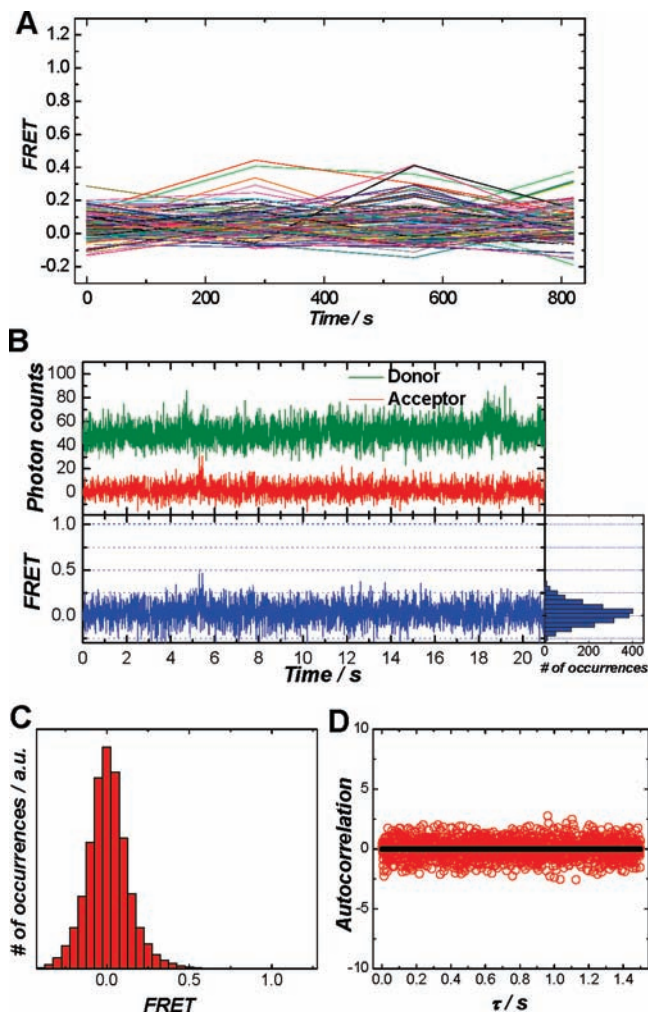 A
1.2
1.0
0.8
0.6
0.4
0.2
0.0
-0.2
FRET
0 200 400 600 800
Time / s
B
100
80
60
40
20
0
Photon counts
Donor
Acceptor
1.0
0.5
0.0
FRET
0 2 4 6 8 10 12 14 16 18 20
Time / s
0 200 400
# of occurrences
C
# of occurrences / a.u.
0.0 0.5 1.0
FRET
D
10
5
0
-5
-10
Autocorrelation
0.0 0.2 0.4 0.6 0.8 1.0 1.2 1.4
τ / s